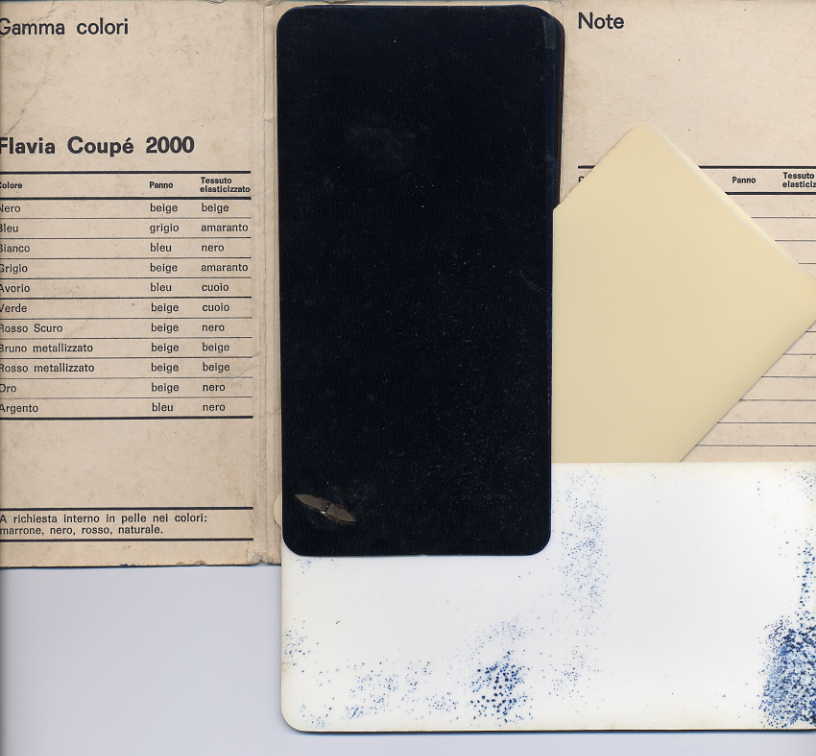 Gamma colori
Flavia Coupé 2000
Colore Panno Tessuto elasticizzato
Nero beige beige
Bleu grigio amaranto
Bianco bleu nero
Grigio beige amaranto
Avorio bleu cuoio
Verde beige cuoio
Rosso Scuro beige nero
Bruno metallizzato beige beige
Rosso metallizzato beige beige
Oro beige nero
Argento bleu nero
A richiesta interno in pelle nei colori:
marrone, nero, rosso, naturale.
Note
Panno Tessuto
elasticiz